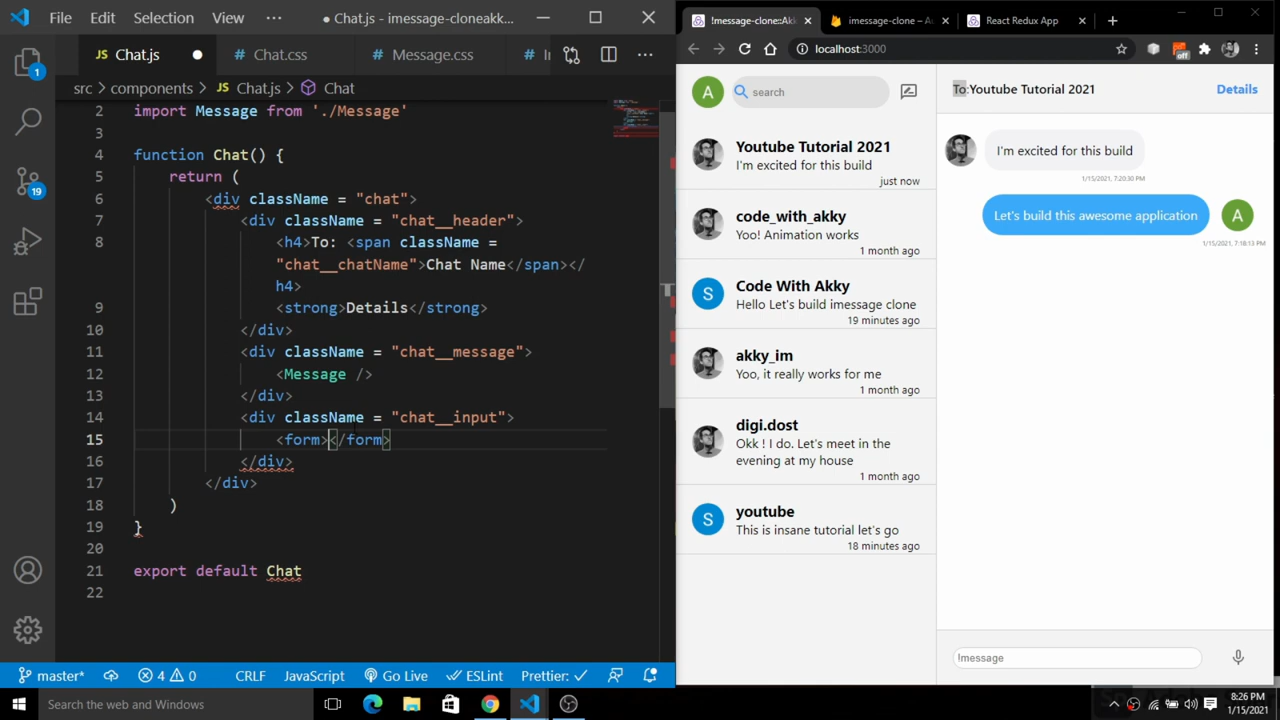 File Edit Selection View ··· ● Chat.js - imessage-cloneakk...
JS Chat.js ● Chat.css Message.css
src > components > JS Chat.js > Chat
2 import Message from './Message'
3
4 function Chat() {
5 return (
6 <div className = "chat">
7 <div className = "chat__header">
8 <h4>To: <span className =
"chat__chatName">Chat Name</span></
h4>
9 <strong>Details</strong>
10 </div>
11 <div className = "chat__message">
12 <Message />
13 </div>
14 <div className = "chat__input">
15 <form></form>
16 </div>
17 </div>
18 )
19 }
20
21 export default Chat
22
1
19
master* 4 0 CRLF JavaScript Go Live ESLint Prettier: ✓
Search the web and Windows
!message-clone::Akk
imessage-clone – Au
React Redux App
localhost:3000
off
A
search
Youtube Tutorial 2021
I'm excited for this build
just now
code_with_akky
Yoo! Animation works
1 month ago
S
Code With Akky
Hello Let's build imessage clone
19 minutes ago
akky_im
Yoo, it really works for me
1 month ago
digi.dost
Okk ! I do. Let's meet in the
evening at my house
1 month ago
S
youtube
This is insane tutorial let's go
18 minutes ago
To:Youtube Tutorial 2021
Details
I'm excited for this build
1/15/2021, 7:20:30 PM
Let's build this awesome application
A
1/15/2021, 7:18:13 PM
!message
8:26 PM
1/15/2021